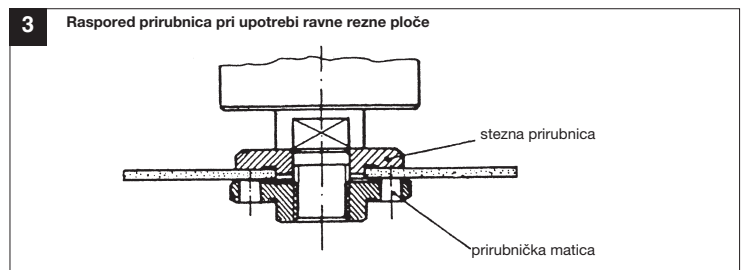 3
Raspored prirubnica pri upotrebi ravne rezne ploče
stezna prirubnica
prirubnička matica